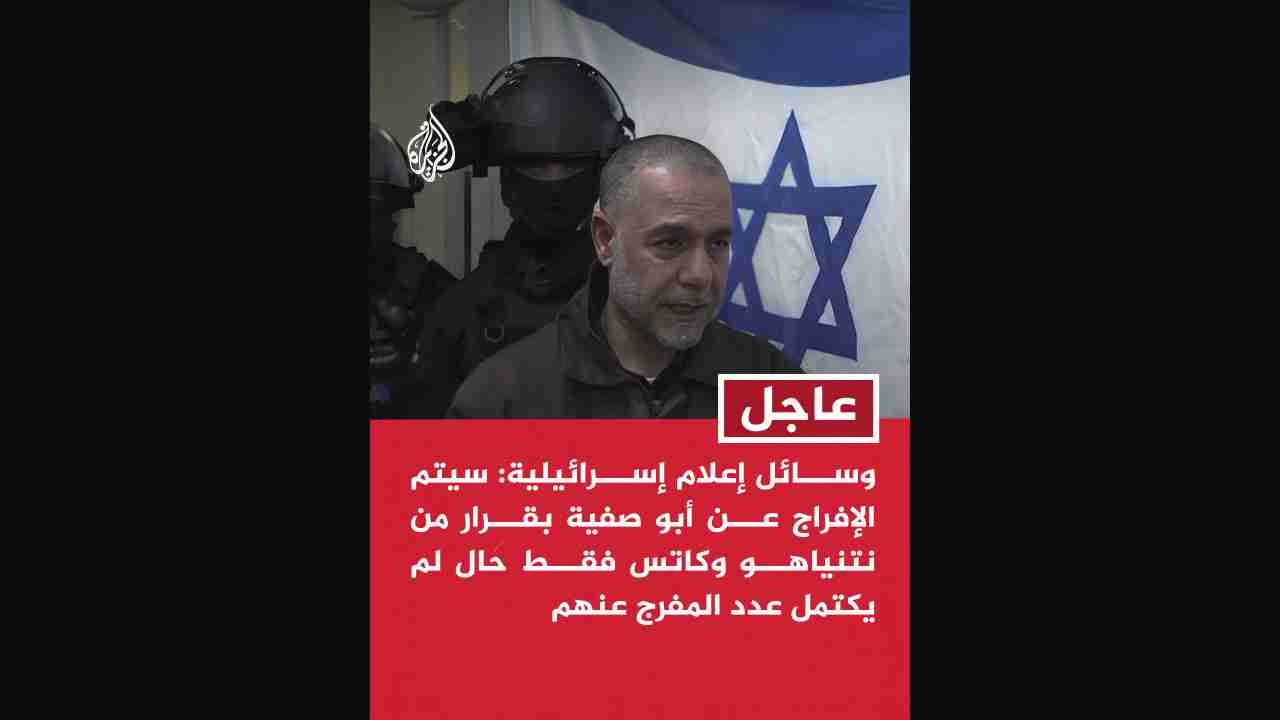 الجزيرة
عاجل
وسائل إعلام إسرائيلية: سيتم
الإفراج عن أبو صفية بقرار من
نتنياهو وكاتس فقط حال لم
يكتمل عدد المفرج عنهم